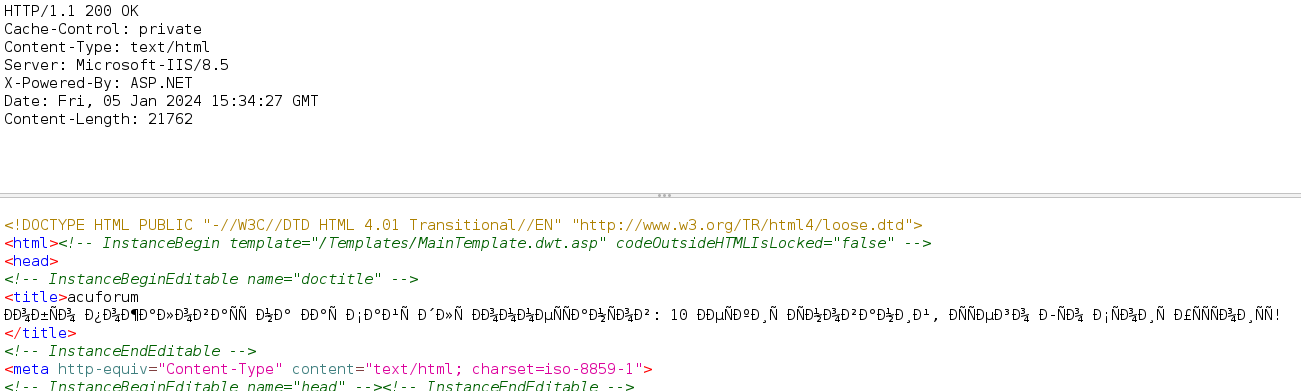 HTTP/1.1 200 OK
Cache-Control: private
Content-Type: text/html
Server: Microsoft-IIS/8.5
X-Powered-By: ASP.NET
Date: Fri, 05 Jan 2024 15:34:27 GMT
Content-Length: 21762
<!DOCTYPE HTML PUBLIC "-//W3C//DTD HTML 4.01 Transitional//EN" "http://www.w3.org/TR/html4/loose.dtd">
<html><!-- InstanceBegin template="/Templates/MainTemplate.dwt.asp" codeOutsideHTMLIsLocked="false" -->
<head>
<!-- InstanceBeginEditable name="doctitle" -->
<title>acuforum
ÐÐ¾Ð±ÑÐ¾ Ð¿Ð¾Ð¶Ð°Ð»Ð¾Ð²Ð°ÑÑ Ð½Ð° ÐÐ°Ñ Ð¡Ð°Ð¹Ñ Ð´Ð»Ñ ÐÐ¾Ð¼Ð¼ÐµÑÑÐ°Ð½ÑÐ¾Ð²: 10 ÐÐµÑÐºÐ¸Ñ ÐÑÐ½Ð¾Ð²Ð°Ð½Ð¸Ð¹, ÐÑÑÐµÐ³Ð¾ Ð-ÑÐ¾ Ð¡ÑÐ¾Ð¸Ñ Ð£ÑÑÑÐ¾Ð¸ÑÑ!
</title>
<!-- InstanceEndEditable -->
<meta http-equiv="Content-Type" content="text/html; charset=iso-8859-1">
<!-- InstanceBeginEditable name="head" --><!-- InstanceEndEditable -->